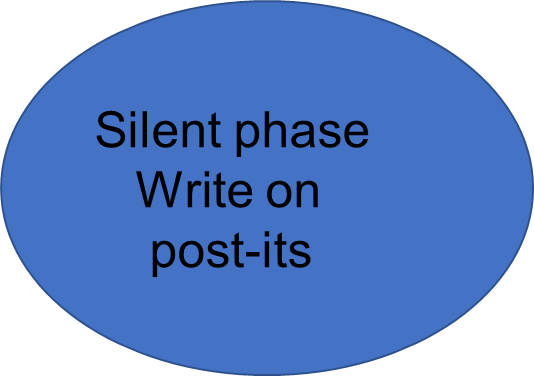 Silent phase
Write on
post-its